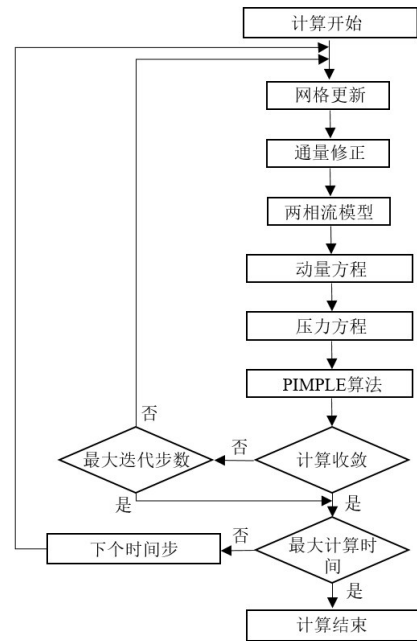 计算开始
网格更新
通量修正
两相流模型
动量方程
压力方程
PIMPLE算法
否
最大迭代步数
否
计算收敛
是
是
下个时间步
否
最大计算时
间
是
计算结束